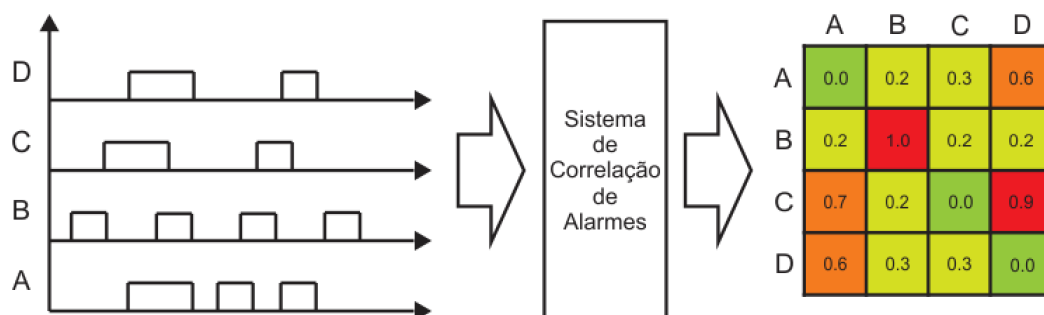 D
C
B
A
Sistema
de
Correlação
de
Alarmes
A B C D
A 0.0 0.2 0.3 0.6
B 0.2 1.0 0.2 0.2
C 0.7 0.2 0.0 0.9
D 0.6 0.3 0.3 0.0